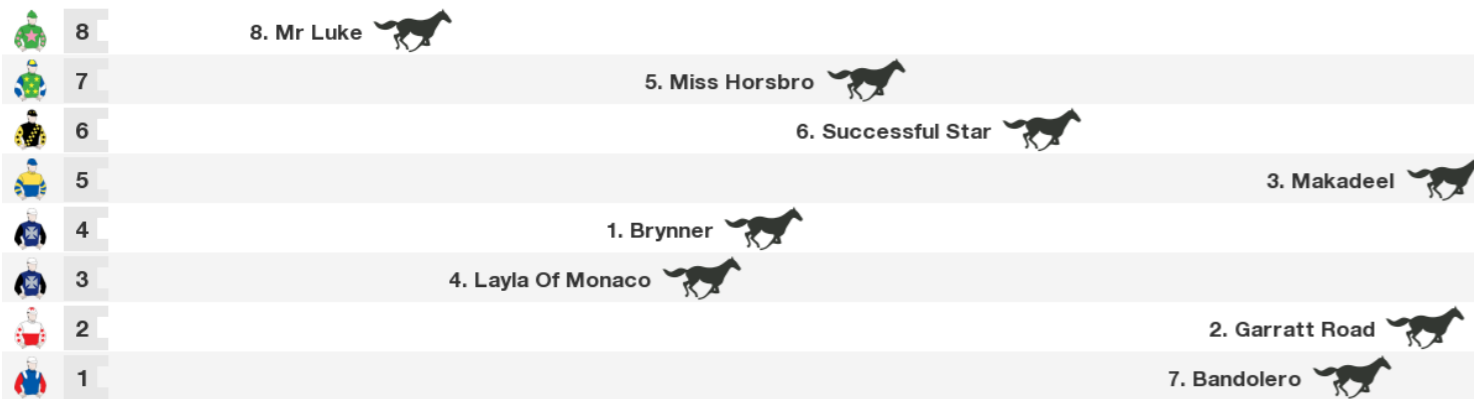 8 8. Mr Luke
7 5. Miss Horsbro
6 6. Successful Star
5 3. Makadeel
4 1. Brynner
3 4. Layla Of Monaco
2 2. Garratt Road
1 7. Bandolero